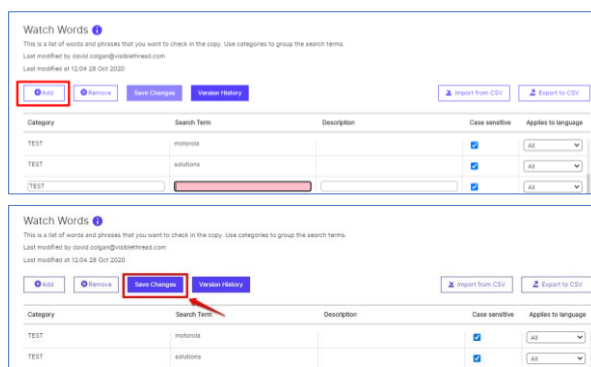 Watch Words i
This is a list of words and phrases that you want to check in the copy. Use categories to group the search terms.
Last modified by david.colgan@visiblethread.com
Last modified at 12:04 28 Oct 2020
Add Remove Save Changes Version History Import from CSV Export to CSV
Category Search Term Description Case sensitive Applies to language
TEST motorola All
TEST solutions All
TEST All
Watch Words i
This is a list of words and phrases that you want to check in the copy. Use categories to group the search terms.
Last modified by david.colgan@visiblethread.com
Last modified at 12:04 28 Oct 2020
Add Remove Save Changes Version History Import from CSV Export to CSV
Category Search Term Description Case sensitive Applies to language
TEST motorola All
TEST solutions All